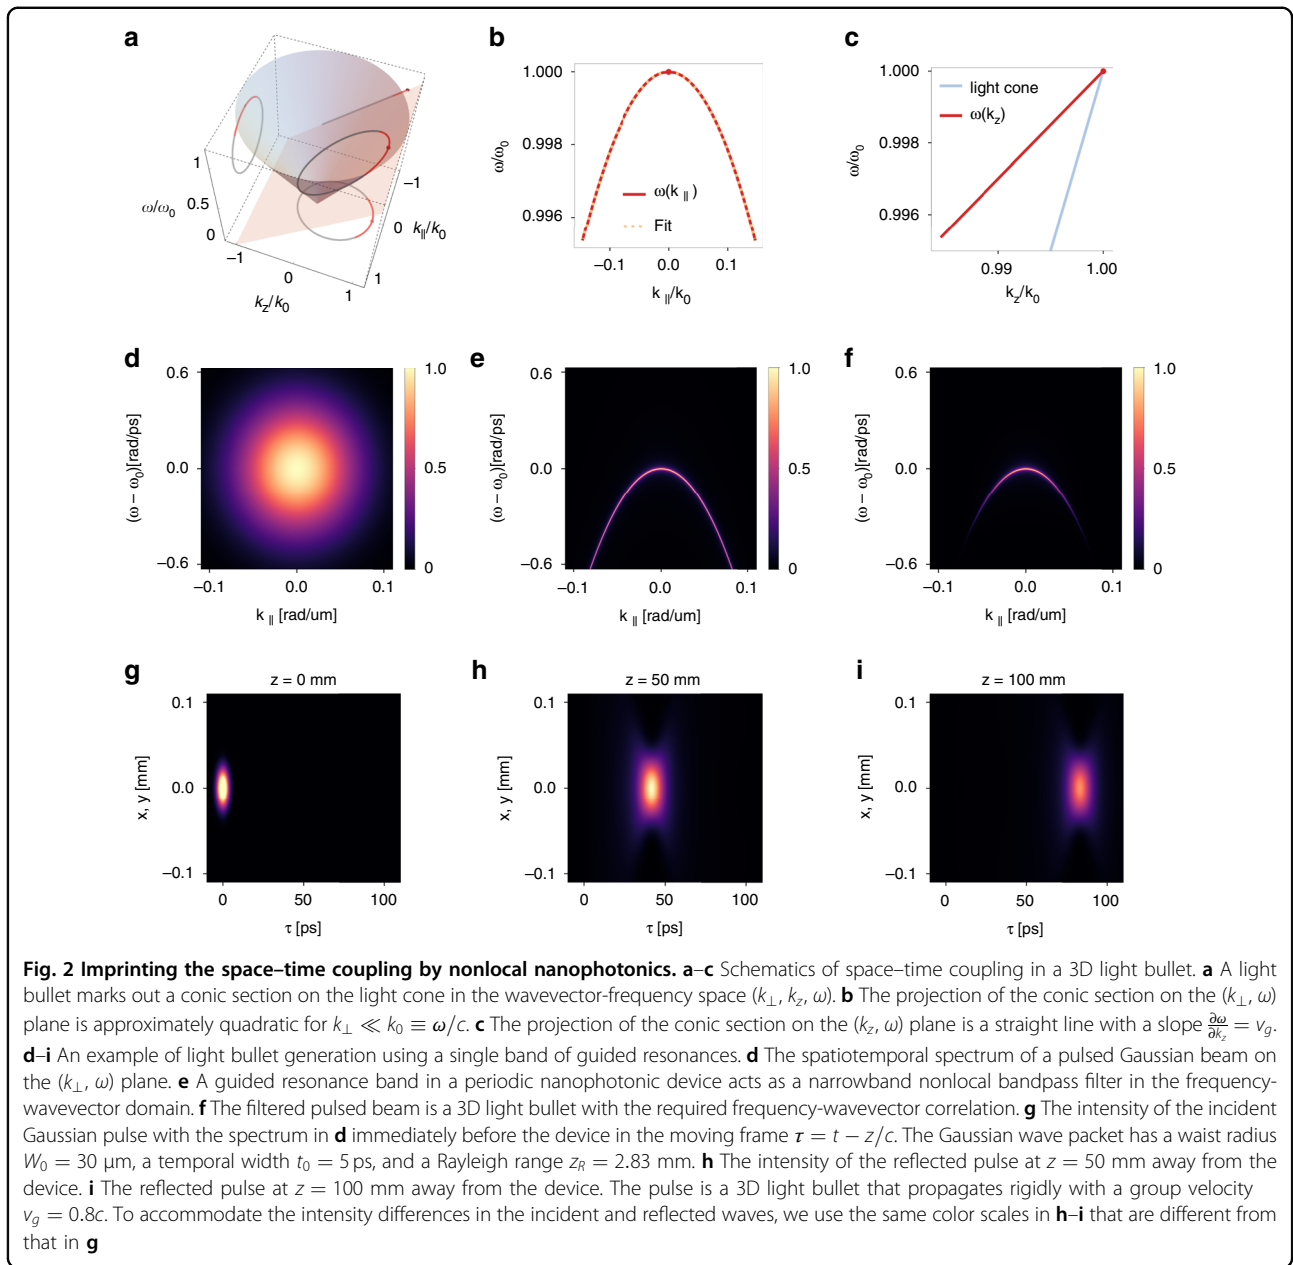 a
1
0.5
0
ω/ω0
−1
0
1
kz/k0
−1
0
1
k∥/k0
b
1.000
0.998
0.996
ω/ω0
ω(k∥)
Fit
−0.1
0.0
0.1
k∥/k0
c
1.000
0.998
0.996
ω/ω0
light cone
ω(kz)
0.99
1.00
kz/k0
d
0.6
0.0
−0.6
(ω − ω0)[rad/ps]
−0.1
0.0
0.1
k∥ [rad/um]
1.0
0.5
0
e
0.6
0.0
−0.6
(ω − ω0)[rad/ps]
−0.1
0.0
0.1
k∥ [rad/um]
1.0
0.5
0
f
0.6
0.0
−0.6
(ω − ω0)[rad/ps]
−0.1
0.0
0.1
k∥ [rad/um]
1.0
0.5
0
g
z = 0 mm
0.1
0.0
−0.1
x, y [mm]
0
50
100
τ [ps]
h
z = 50 mm
0.1
0.0
−0.1
x, y [mm]
0
50
100
τ [ps]
i
z = 100 mm
0.1
0.0
−0.1
x, y [mm]
0
50
100
τ [ps]
Fig. 2 Imprinting the space–time coupling by nonlocal nanophotonics. a–c Schematics of space–time coupling in a 3D light bullet. a A light
bullet marks out a conic section on the light cone in the wavevector-frequency space (k⊥, kz, ω). b The projection of the conic section on the (k⊥, ω)
plane is approximately quadratic for k⊥ ≪ k0 ≡ ω/c. c The projection of the conic section on the (kz, ω) plane is a straight line with a slope ∂ω/∂kz = vg.
d–i An example of light bullet generation using a single band of guided resonances. d The spatiotemporal spectrum of a pulsed Gaussian beam on
the (k⊥, ω) plane. e A guided resonance band in a periodic nanophotonic device acts as a narrowband nonlocal bandpass filter in the frequency-
wavevector domain. f The filtered pulsed beam is a 3D light bullet with the required frequency-wavevector correlation. g The intensity of the incident
Gaussian pulse with the spectrum in d immediately before the device in the moving frame τ = t − z/c. The Gaussian wave packet has a waist radius
W0 = 30 μm, a temporal width t0 = 5 ps, and a Rayleigh range zR = 2.83 mm. h The intensity of the reflected pulse at z = 50 mm away from the
device. i The reflected pulse at z = 100 mm away from the device. The pulse is a 3D light bullet that propagates rigidly with a group velocity
vg = 0.8c. To accommodate the intensity differences in the incident and reflected waves, we use the same color scales in h–i that are different from
that in g